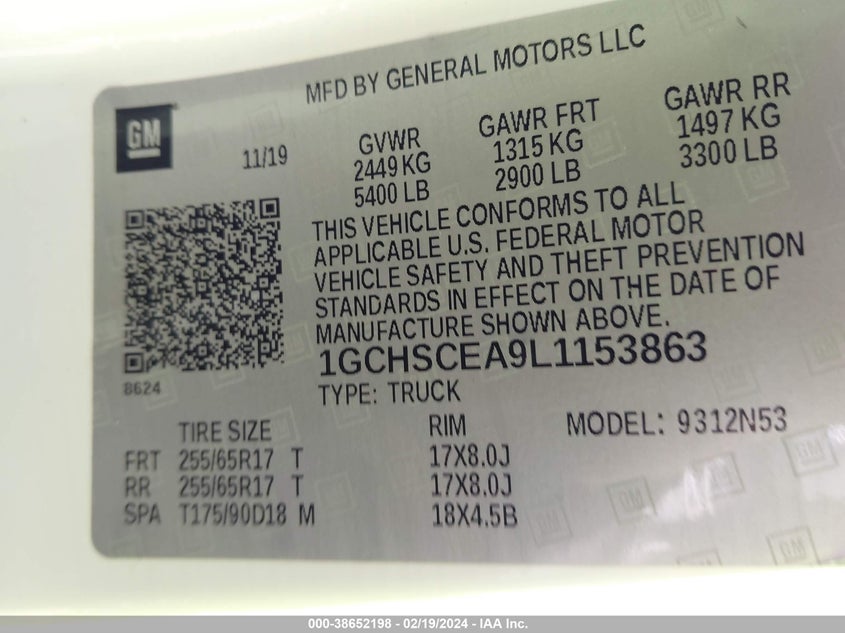 MFD BY GENERAL MOTORS LLC
GM
11/19
GVWR
2449 KG
5400 LB
GAWR FRT
1315 KG
2900 LB
GAWR RR
1497 KG
3300 LB
THIS VEHICLE CONFORMS TO ALL
APPLICABLE U.S. FEDERAL MOTOR
VEHICLE SAFETY AND THEFT PREVENTION
STANDARDS IN EFFECT ON THE DATE OF
MANUFACTURE SHOWN ABOVE.
1GCHSCEA9L1153863
8624
TYPE: TRUCK
TIRE SIZE RIM MODEL: 9312N53
FRT 255/65R17 T 17X8.0J
RR 255/65R17 T 17X8.0J
SPA T175/90D18 M 18X4.5B
000-38652198 - 02/19/2024 - IAA Inc.